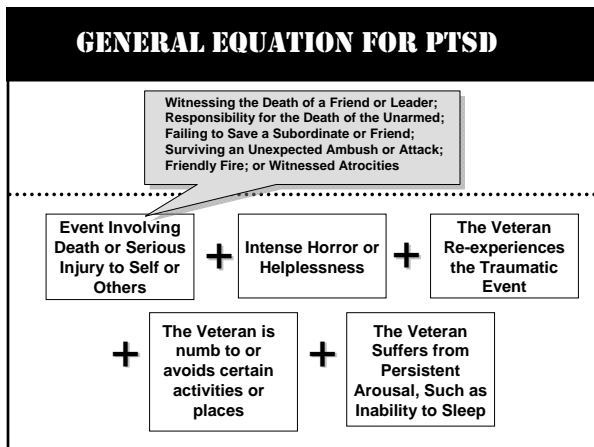 GENERAL EQUATION FOR PTSD
Witnessing the Death of a Friend or Leader;
Responsibility for the Death of the Unarmed;
Failing to Save a Subordinate or Friend;
Surviving an Unexpected Ambush or Attack;
Friendly Fire; or Witnessed Atrocities
Event Involving
Death or Serious
Injury to Self or
Others
+
Intense Horror or
Helplessness
+
The Veteran
Re-experiences
the Traumatic
Event
+
The Veteran is
numb to or
avoids certain
activities or
places
+
The Veteran
Suffers from
Persistent
Arousal, Such as
Inability to Sleep